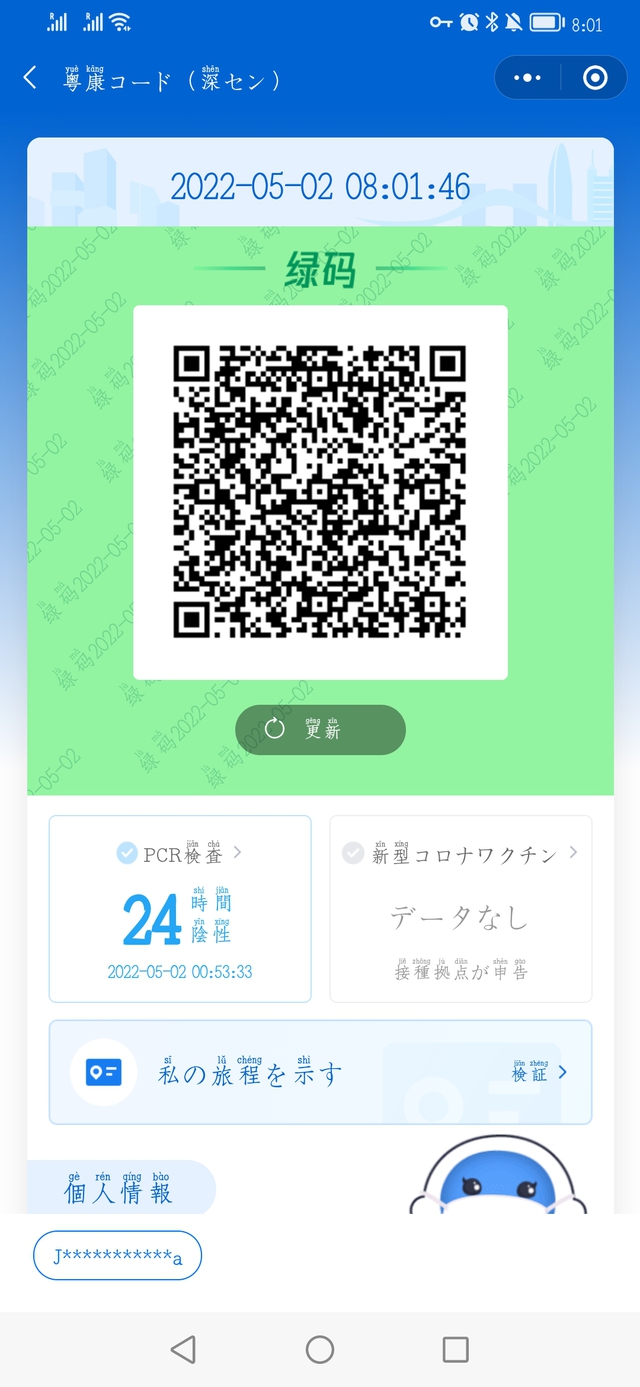 8:01
粤康コード（深セン）
2022-05-02 08:01:46
绿码
更新
PCR検査
24時間陰性
2022-05-02 00:53:33
新型コロナワクチン
データなし
接種拠点が申告
私の旅程を示す
検証
個人情報
J***********a